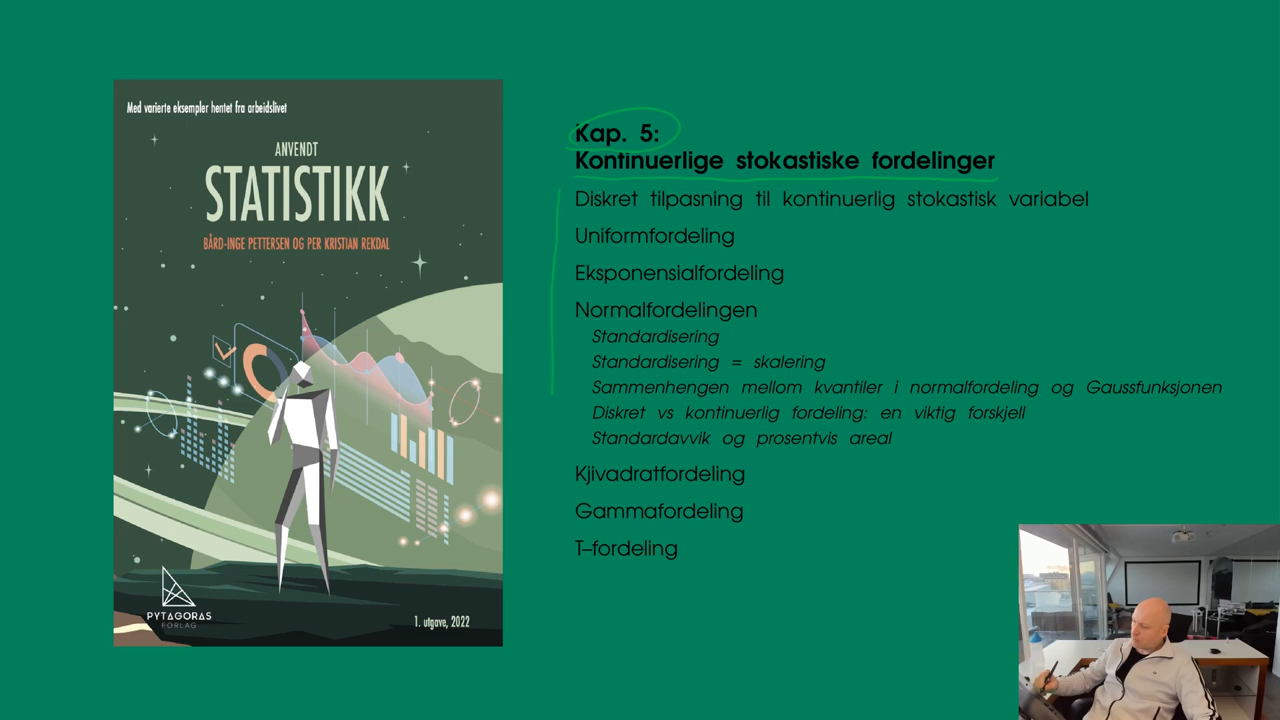 Med varierte eksempler hentet fra arbeidslivet
ANVENDT
STATISTIKK
BÅRD-INGE PETTERSEN OG PER KRISTIAN REKDAL
PYTAGORAS
FORLAG
1. utgave, 2022
Kap. 5:
Kontinuerlige stokastiske fordelinger
Diskret tilpasning til kontinuerlig stokastisk variabel
Uniformfordeling
Eksponensialfordeling
Normalfordelingen
Standardisering
Standardisering = skalering
Sammenhengen mellom kvantiler i normalfordeling og Gaussfunksjonen
Diskret vs kontinuerlig fordeling: en viktig forskjell
Standardavvik og prosentvis areal
Kjivadratfordeling
Gammafordeling
T-fordeling